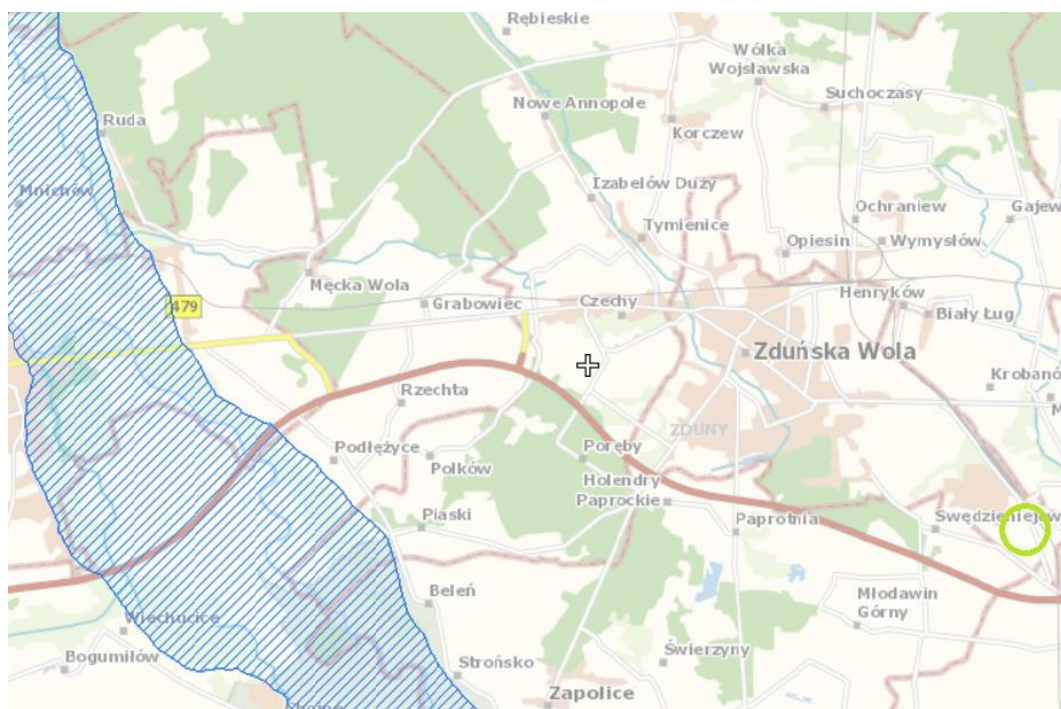 Rębieskie
Wólka
Wojsławska
Suchoczasy
Nowe Annopole
Ruda
Korczew
Mnichów
Izabelów Duży
Ochraniew
Gajew
Tymienice
Opiesin
Wymysłów
Męcka Wola
Henryków
479
Grabowiec
Czechy
Biały Ług
Zduńska Wola
Rzechta
Krobanó
M
ZDUNY
Podłężyce
Polków
Poręby
Holendry
Paprockie
Piaski
Paprotnia
Swędzieniejew
Beleń
Młodawin
Górny
Wiechucice
Bogumiłów
Strońsko
Świerzyny
Zapolice